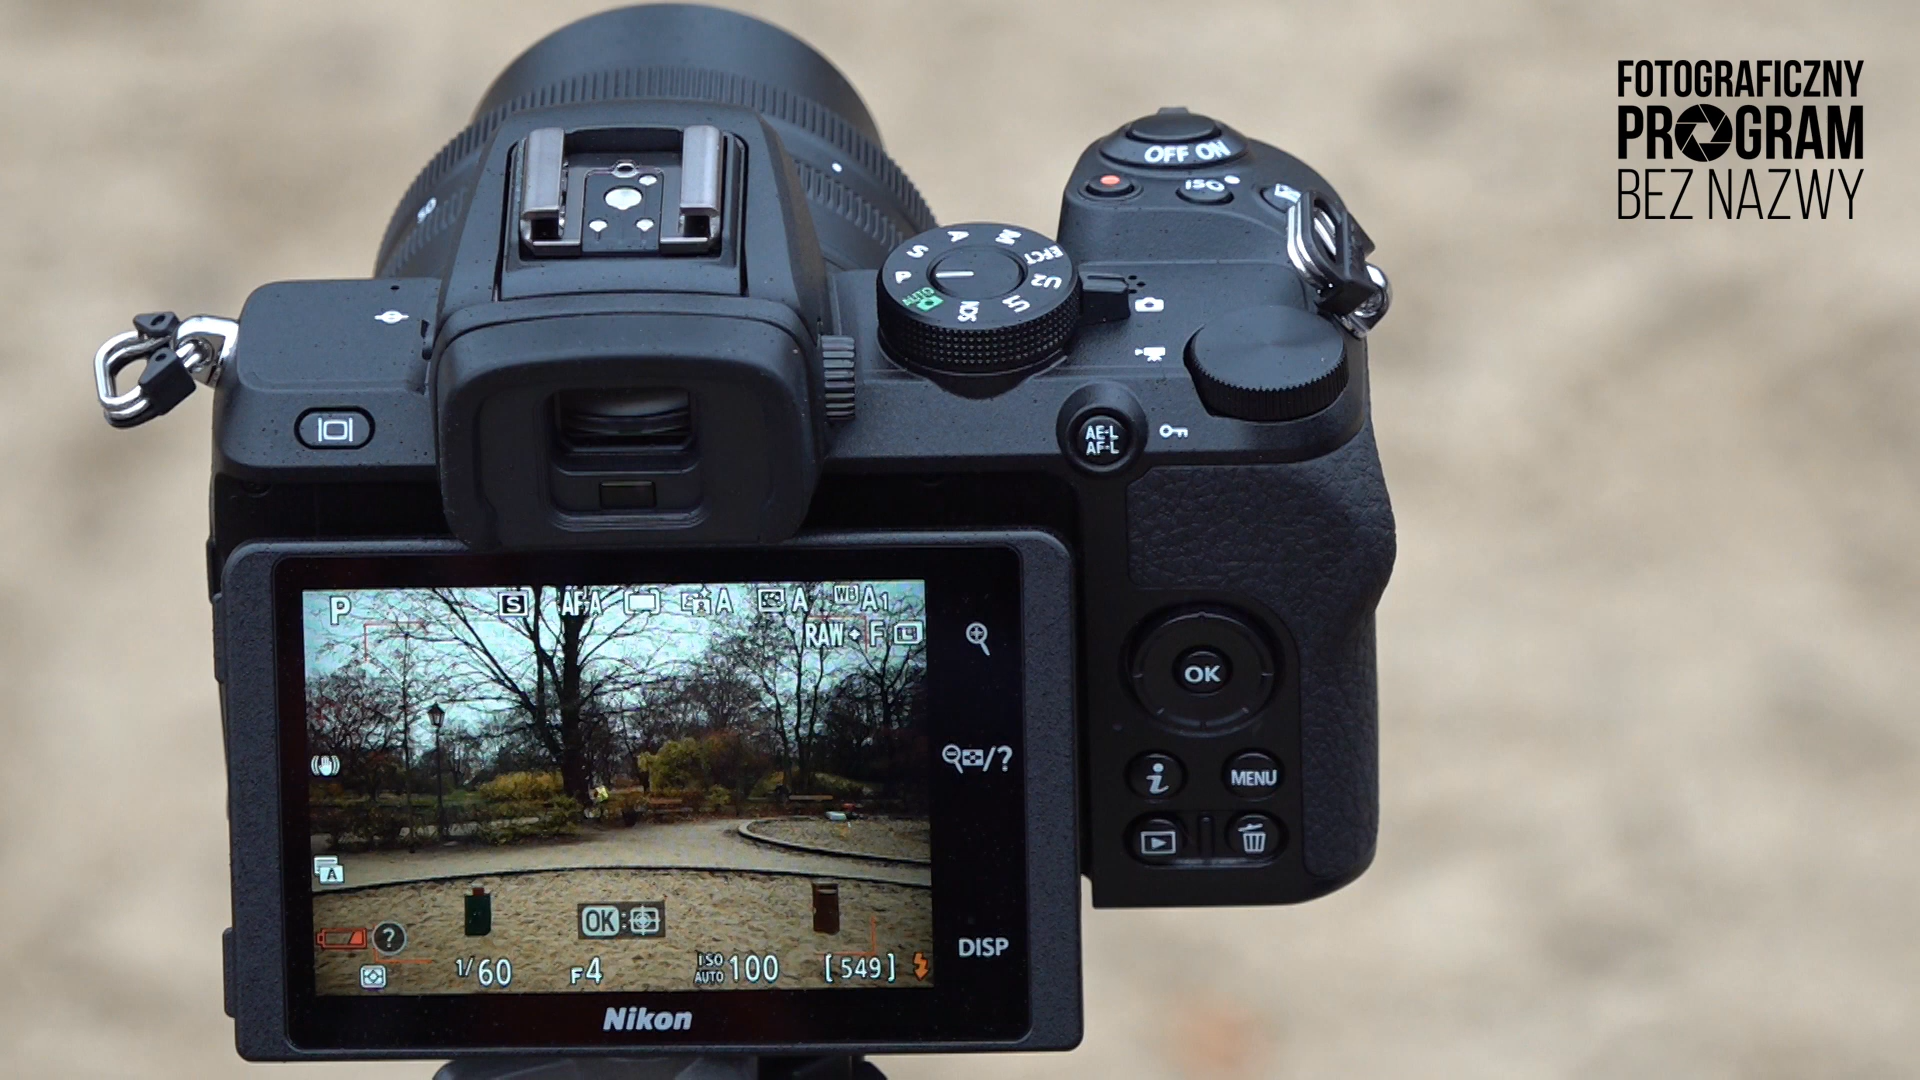 FOTOGRAFICZNY
PROGRAM
BEZ NAZWY
OFF ON
ISO
50
M
A
S
P
AUTO
EFCT
U2
U1
SCN
AE-L
AF-L
P
S
AF-A
A
A
WB A1
RAW + F L
OK
i
MENU
A
OK:
?
1/60
F4
ISO AUTO 100
[549]
/?
DISP
Nikon